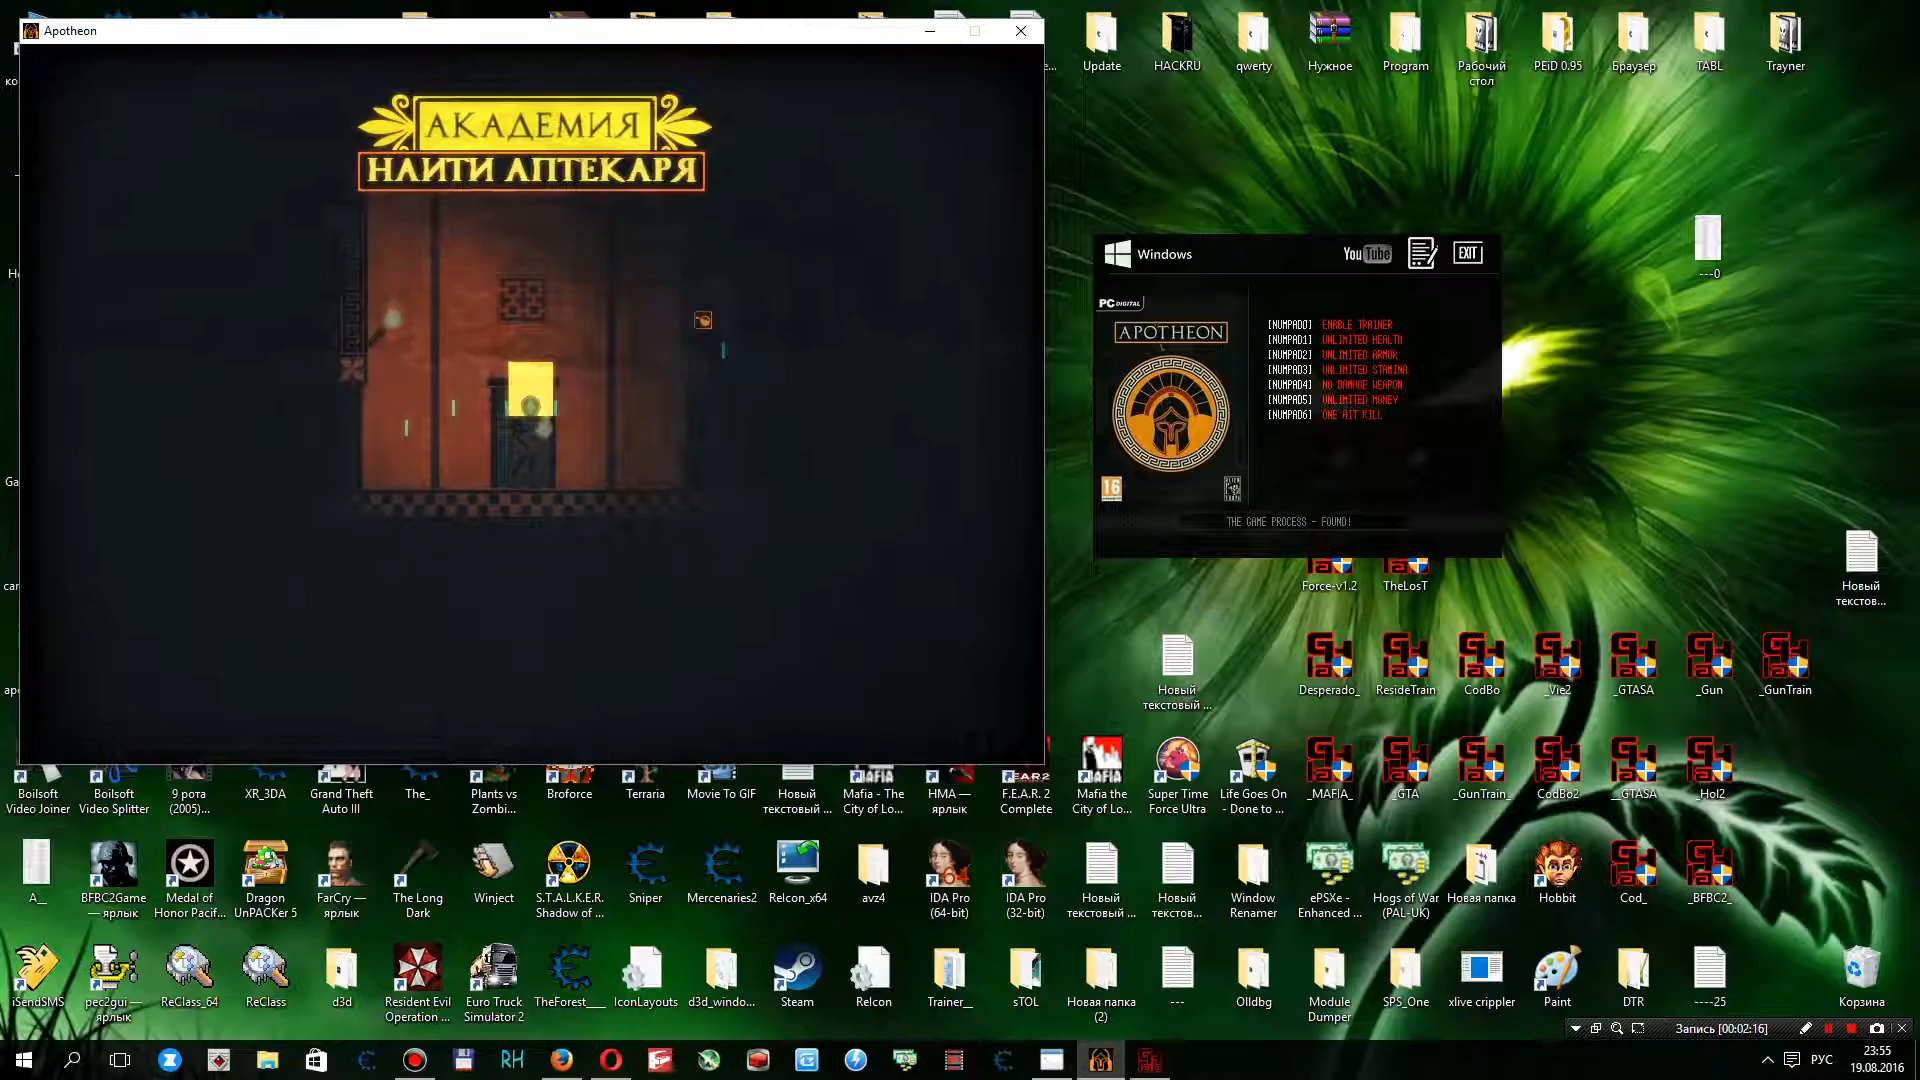 Apotheon
АКАДЕМИЯ
НАЙТИ АПТЕКАРЯ
Update
HACKRU
qwerty
Нужное
Program
Рабочий
стол
PEiD 0.95
Браузер
TABL
Trayner
---0
Windows
YouTube
EXIT
PC DIGITAL
APOTHEON
16
[NUMPAD0] ENABLE TRAINER
[NUMPAD1] UNLIMITED HEALTH
[NUMPAD2] UNLIMITED ARMOR
[NUMPAD3] UNLIMITED STAMINA
[NUMPAD4] NO DAMAGE WEAPON
[NUMPAD5] UNLIMITED MONEY
[NUMPAD6] ONE HIT KILL
THE GAME PROCESS - FOUND!
Force-v1.2
TheLosT
Новый
текстов...
Новый
текстовый ...
Desperado_
ResideTrain
CodBo
_Vie2
_GTASA
_Gun
_GunTrain
Boilsoft
Video Joiner
Boilsoft
Video Splitter
9 рота
(2005)...
XR_3DA
Grand Theft
Auto III
The_
Plants vs
Zombi...
Broforce
Terraria
Movie To GIF
Новый
текстовый ...
Mafia - The
City of Lo...
HMA —
ярлык
F.E.A.R. 2
Complete
Mafia the
City of Lo...
Super Time
Force Ultra
Life Goes On
- Done to ...
_MAFIA_
_GTA
_GunTrain_
CodBo2
__GTASA
_Hol2
A__
BFBC2Game
— ярлык
Medal of
Honor Pacif...
Dragon
UnPACKer 5
FarCry —
ярлык
The Long
Dark
Winject
S.T.A.L.K.E.R.
Shadow of ...
Sniper
Mercenaries2
ReIcon_x64
avz4
IDA Pro
(64-bit)
IDA Pro
(32-bit)
Новый
текстовый ...
Новый
текстов...
Window
Renamer
ePSXe -
Enhanced ...
Hogs of War
(PAL-UK)
Новая папка
Hobbit
Cod_
_BFBC2_
iSendSMS
pec2gui —
ярлык
ReClass_64
ReClass
d3d
Resident Evil
Operation ...
Euro Truck
Simulator 2
TheForest____
IconLayouts
d3d_windo...
Steam
ReIcon
Trainer__
sTOL
Новая папка
(2)
---
Olldbg
Module
Dumper
SPS_One
xlive crippler
Paint
DTR
----25
Корзина
Запись [00:02:16]
РУС
23:55
19.08.2016